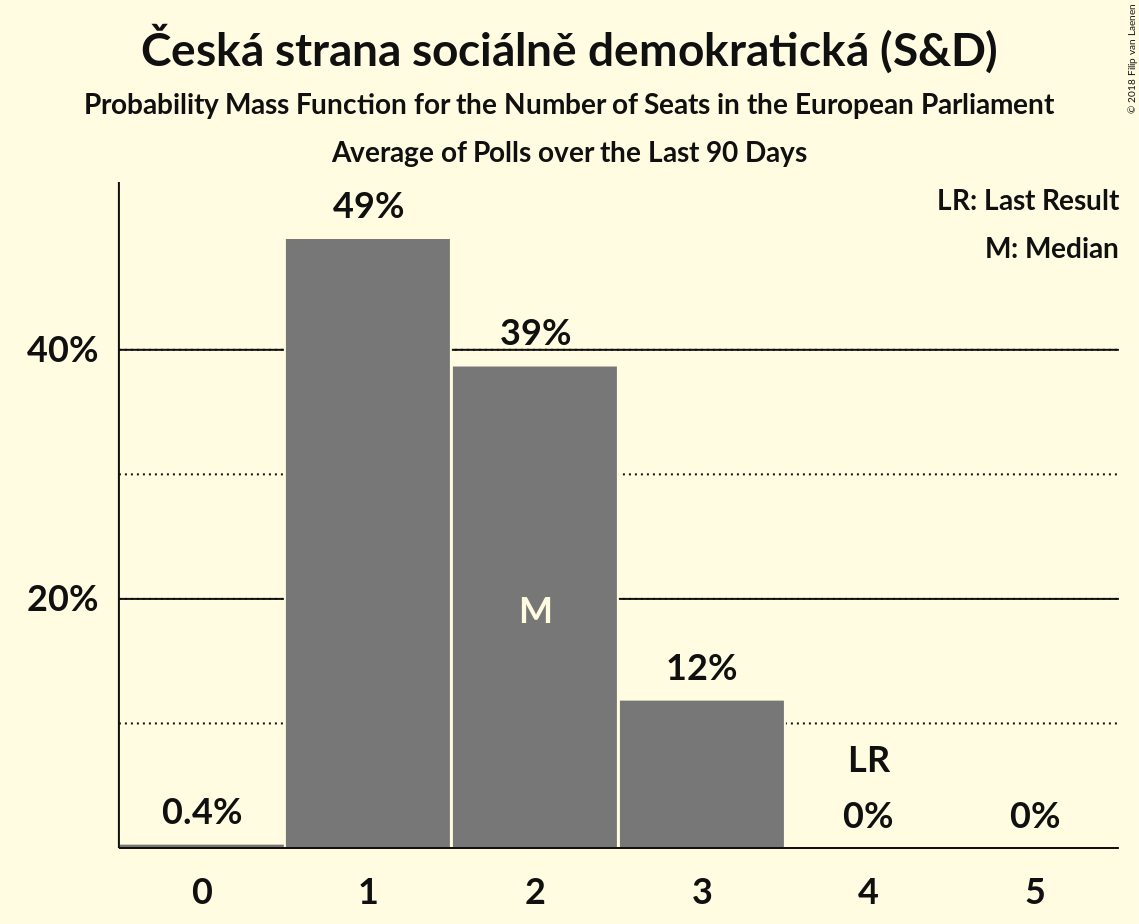 Česká strana sociálně demokratická (S&D)
Probability Mass Function for the Number of Seats in the European Parliament
Average of Polls over the Last 90 Days
© 2018 Filip van Laenen
LR: Last Result
M: Median
49%
39%
40%
20%
M
12%
LR
0.4%
0%
0%
0 1 2 3 4 5